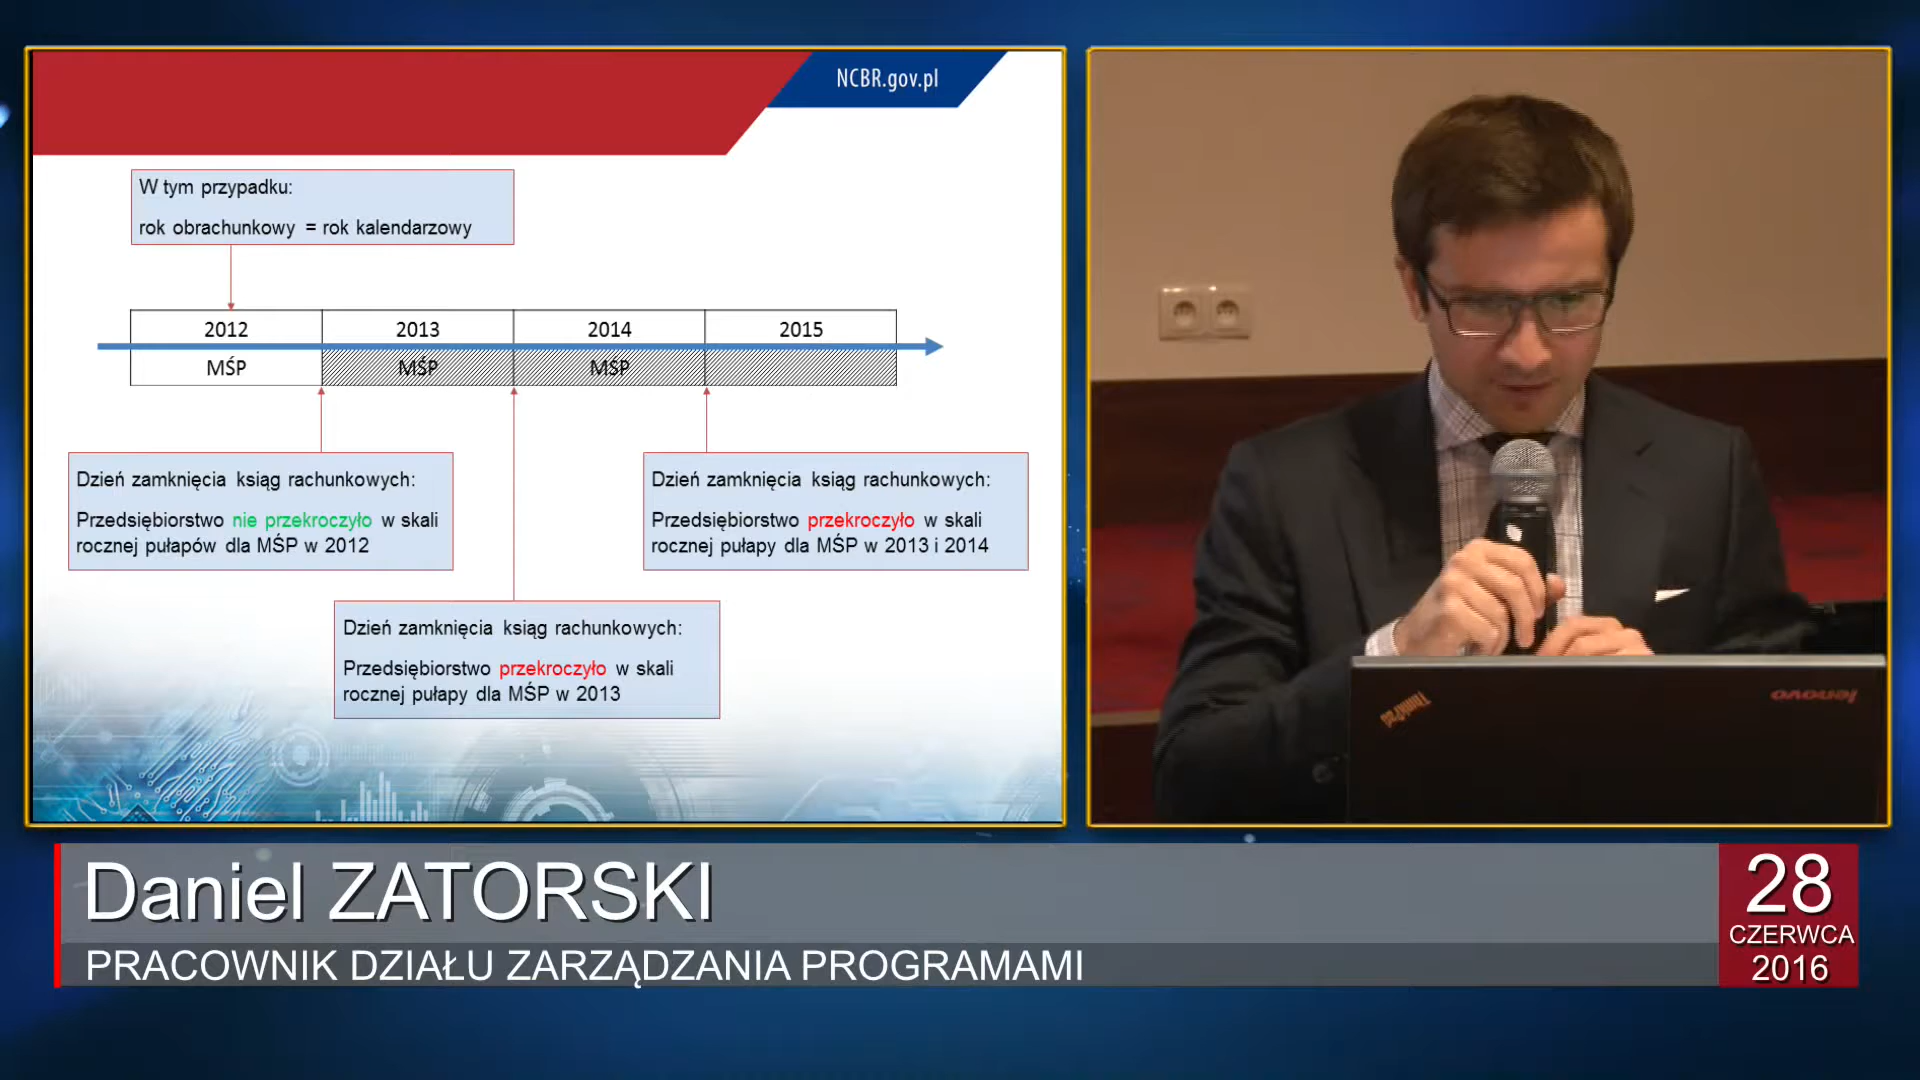 NCBR.gov.pl
W tym przypadku:
rok obrachunkowy = rok kalendarzowy
2012 2013 2014 2015
MŚP MŚP MŚP
Dzień zamknięcia ksiąg rachunkowych:
Przedsiębiorstwo nie przekroczyło w skali
rocznej pułapów dla MŚP w 2012
Dzień zamknięcia ksiąg rachunkowych:
Przedsiębiorstwo przekroczyło w skali
rocznej pułapy dla MŚP w 2013 i 2014
Dzień zamknięcia ksiąg rachunkowych:
Przedsiębiorstwo przekroczyło w skali
rocznej pułapy dla MŚP w 2013
ThinkPad
lenovo
Daniel ZATORSKI
PRACOWNIK DZIAŁU ZARZĄDZANIA PROGRAMAMI
28
CZERWCA
2016